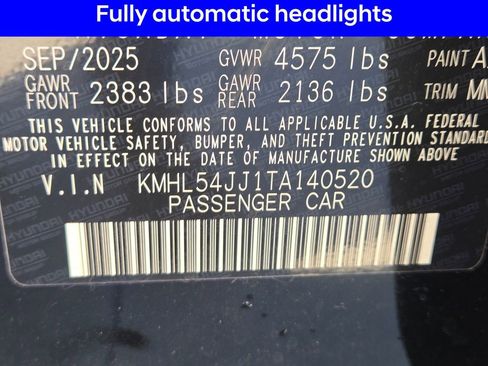 Fully automatic headlights
SEP/2025 GVWR 4575 lbs PAINT
GAWR FRONT 2383 lbs GAWR REAR 2136 lbs TRIM
THIS VEHICLE CONFORMS TO ALL APPLICABLE U.S.A. FEDERAL
MOTOR VEHICLE SAFETY, BUMPER, AND THEFT PREVENTION STANDARD
IN EFFECT ON THE DATE OF MANUFACTURE SHOWN ABOVE.
V.I.N KMHL54JJ1TA140520
PASSENGER CAR